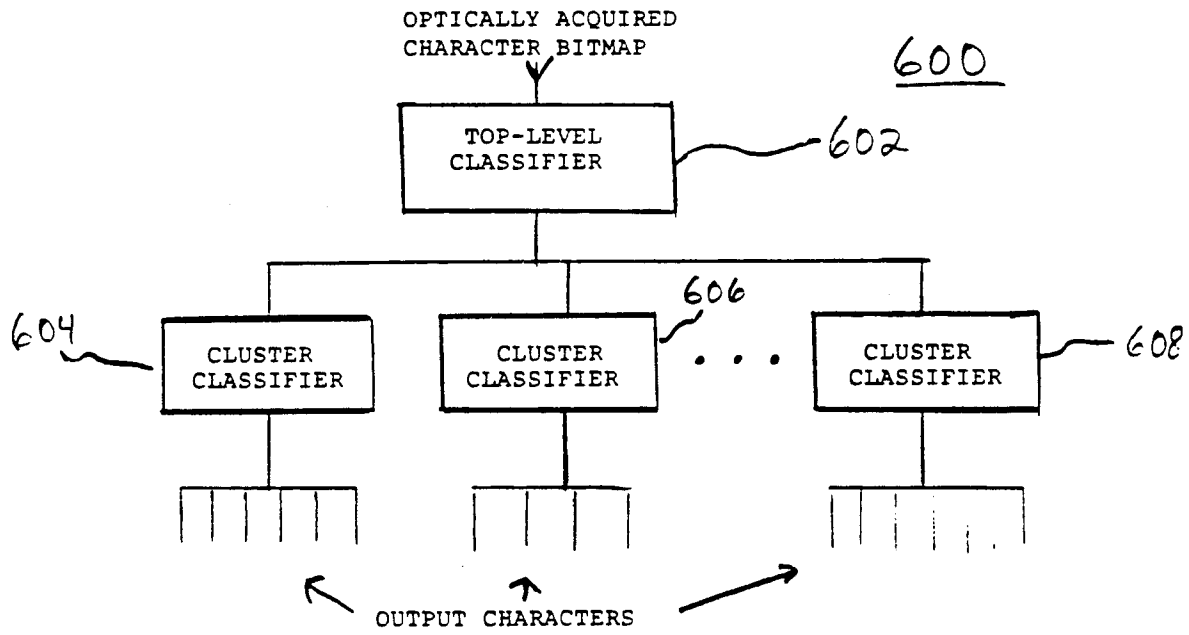 OPTICALLY ACQUIRED
CHARACTER BITMAP
600
TOP-LEVEL
CLASSIFIER
602
604
CLUSTER
CLASSIFIER
606
CLUSTER
CLASSIFIER
. . .
CLUSTER
CLASSIFIER
608
OUTPUT CHARACTERS